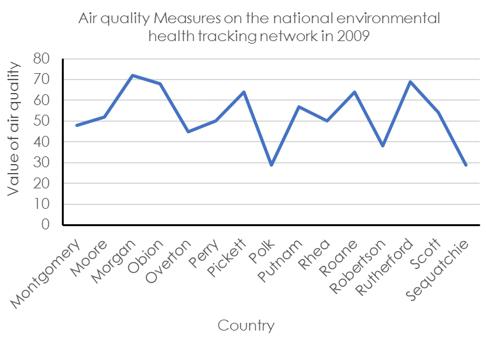 Air quality Measures on the national environmental
health tracking network in 2009
Value of air quality
80
70
60
50
40
30
20
10
0
Montgomery
Moore
Morgan
Obion
Overton
Perry
Pickett
Polk
Putnam
Rhea
Roane
Robertson
Rutherford
Scott
Sequatchie
Country